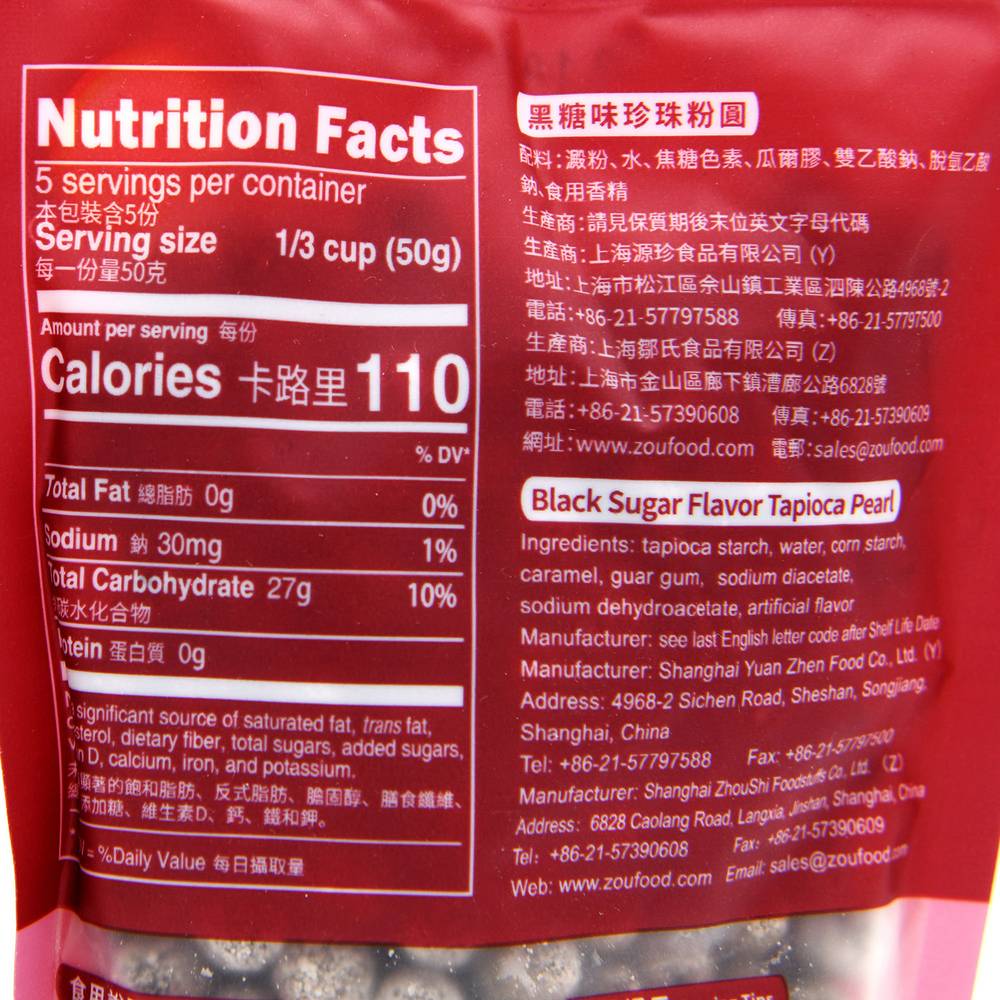 Nutrition Facts
5 servings per container
本包裝含5份
Serving size 1/3 cup (50g)
每一份量50克
Amount per serving 每份
Calories 卡路里 110
% DV*
Total Fat 總脂肪 0g 0%
Sodium 鈉 30mg 1%
Total Carbohydrate 27g 10%
碳水化合物
otein 蛋白質 0g
significant source of saturated fat, trans fat,
sterol, dietary fiber, total sugars, added sugars,
n D, calcium, iron, and potassium.
顯著的飽和脂肪、反式脂肪、膽固醇、膳食纖維、
添加糖、維生素D、鈣、鐵和鉀。
= %Daily Value 每日攝取量
黑糖味珍珠粉圓
配料:澱粉、水、焦糖色素、瓜爾膠、雙乙酸鈉、脫氫乙酸
鈉、食用香精
生產商:請見保質期後末位英文字母代碼
生產商:上海源珍食品有限公司 (Y)
地址:上海市松江區佘山鎮工業區泗陳公路4968號-2
電話:+86-21-57797588 傳真:+86-21-57797500
生產商:上海鄒氏食品有限公司 (Z)
地址:上海市金山區廊下鎮漕廊公路6828號
電話:+86-21-57390608 傳真:+86-21-57390609
網址:www.zoufood.com 電郵:sales@zoufood.com
Black Sugar Flavor Tapioca Pearl
Ingredients: tapioca starch, water, corn starch,
caramel, guar gum, sodium diacetate,
sodium dehydroacetate, artificial flavor
Manufacturer: see last English letter code after Shelf Life Date
Manufacturer: Shanghai Yuan Zhen Food Co., Ltd. (Y)
Address: 4968-2 Sichen Road, Sheshan, Songjiang,
Shanghai, China
Tel: +86-21-57797588 Fax: +86-21-57797500
Manufacturer: Shanghai ZhouShi Foodstuffs Co., Ltd. (Z)
Address: 6828 Caolang Road, Langxia, Jinshan, Shanghai, China
Tel: +86-21-57390608 Fax: +86-21-57390609
Web: www.zoufood.com Email: sales@zoufood.com